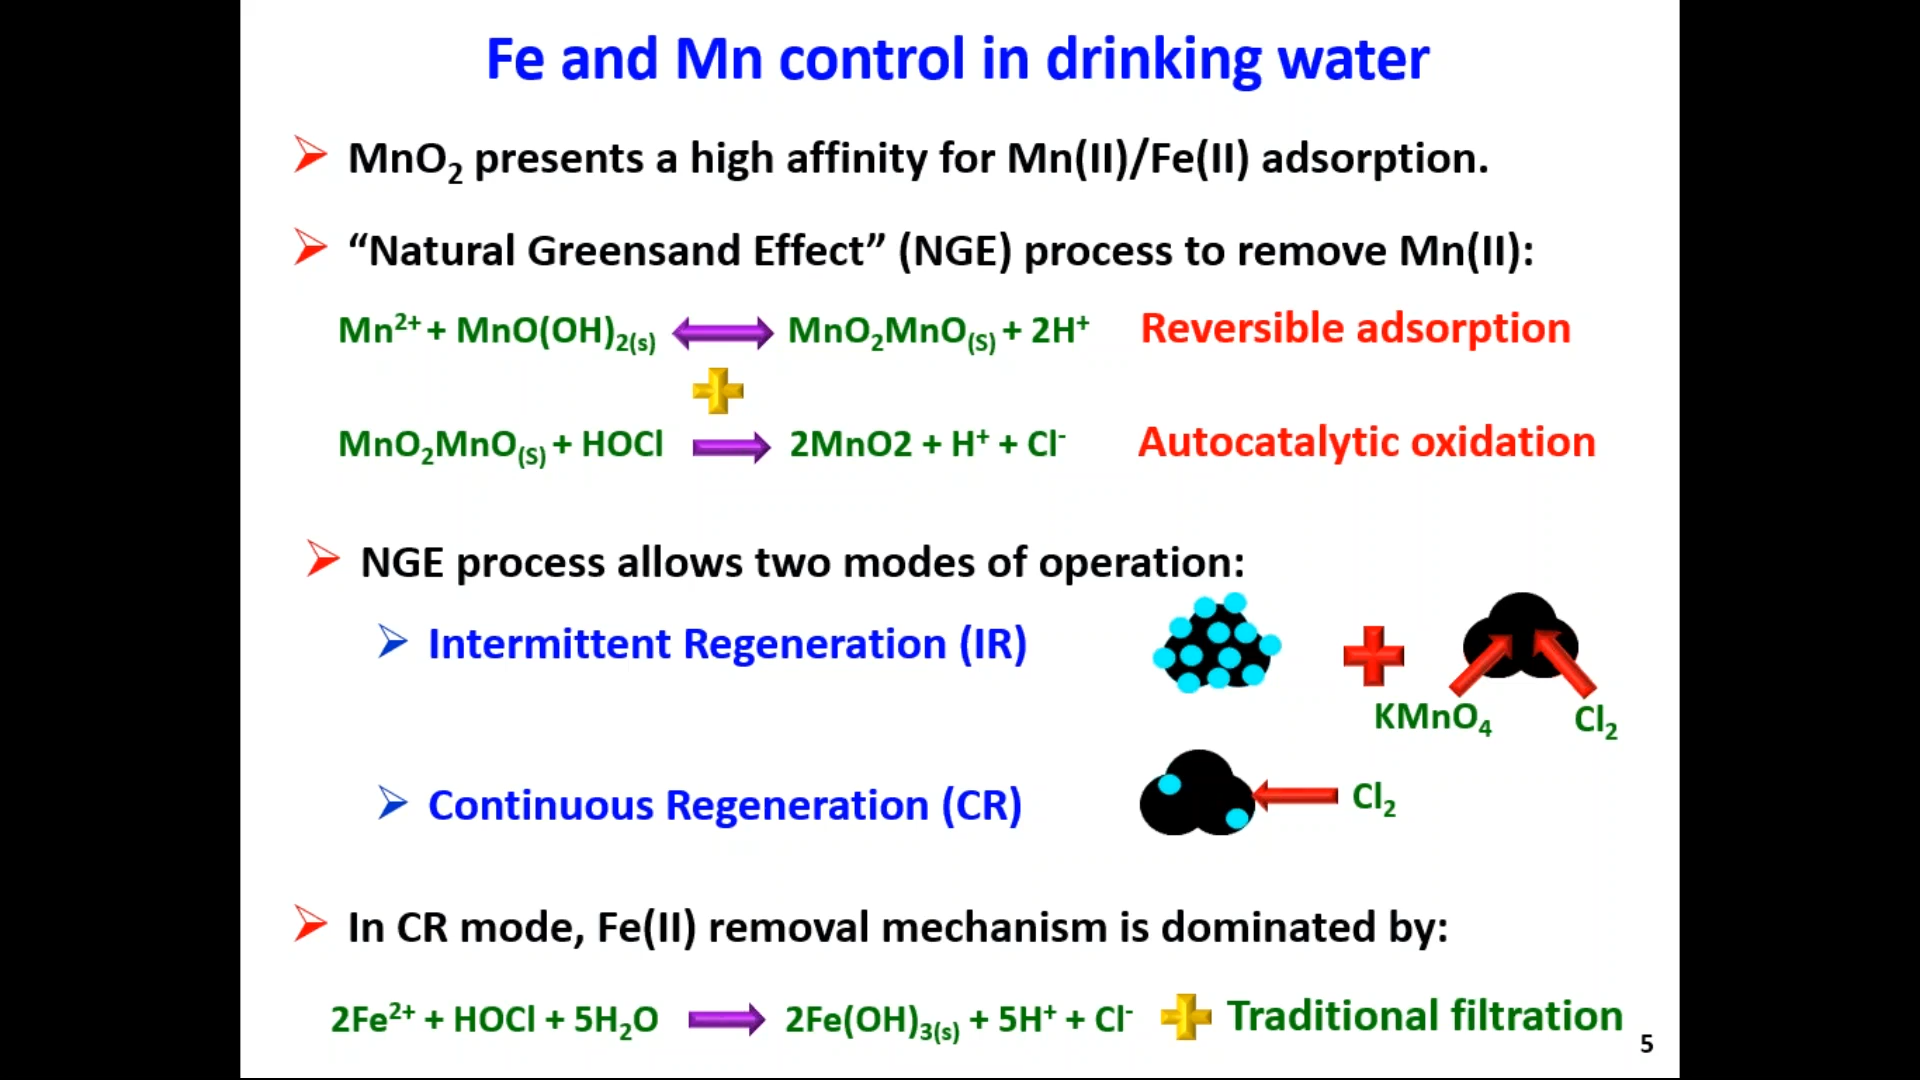 Fe and Mn control in drinking water
MnO₂ presents a high affinity for Mn(II)/Fe(II) adsorption.
“Natural Greensand Effect” (NGE) process to remove Mn(II):
Mn²⁺ + MnO(OH)₂₍ₛ₎ MnO₂MnO₍S₎ + 2H⁺ Reversible adsorption
MnO₂MnO₍S₎ + HOCl 2MnO2 + H⁺ + Cl⁻ Autocatalytic oxidation
NGE process allows two modes of operation:
Intermittent Regeneration (IR)
KMnO₄ Cl₂
Continuous Regeneration (CR) Cl₂
In CR mode, Fe(II) removal mechanism is dominated by:
2Fe²⁺ + HOCl + 5H₂O 2Fe(OH)₃₍ₛ₎ + 5H⁺ + Cl⁻ Traditional filtration
5